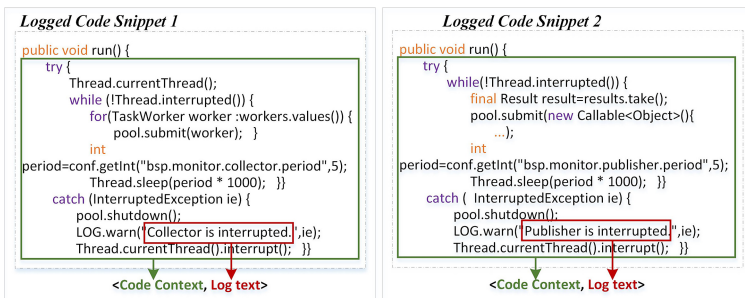 Logged Code Snippet 1
public void run() {
try {
Thread.currentThread();
while (!Thread.interrupted()) {
for(TaskWorker worker :workers.values()) {
pool.submit(worker);   }
int
period=conf.getInt("bsp.monitor.collector.period",5);
Thread.sleep(period * 1000);   }}
catch (InterruptedException ie) {
pool.shutdown();
LOG.warn("Collector is interrupted.",ie);
Thread.currentThread().interrupt();   }}
<Code Context, Log text>
Logged Code Snippet 2
public void run() {
try {
while(!Thread.interrupted()) {
final Result result=results.take();
pool.submit(new Callable<Object>(){
...);
int
period=conf.getInt("bsp.monitor.publisher.period",5);
Thread.sleep(period * 1000);   }}
catch (  InterruptedException ie) {
pool.shutdown();
LOG.warn("Publisher is interrupted.",ie);
Thread.currentThread().interrupt();   }}
<Code Context, Log text>